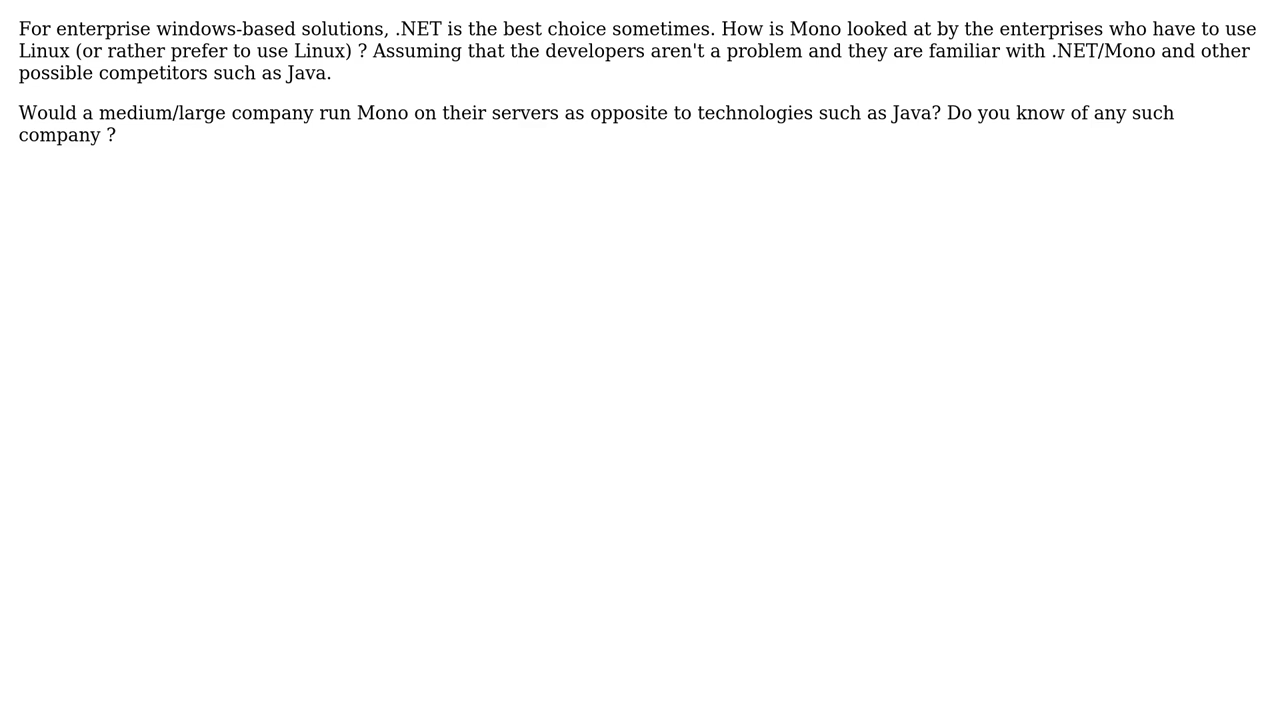 For enterprise windows-based solutions, .NET is the best choice sometimes. How is Mono looked at by the enterprises who have to use
Linux (or rather prefer to use Linux) ? Assuming that the developers aren't a problem and they are familiar with .NET/Mono and other
possible competitors such as Java.
Would a medium/large company run Mono on their servers as opposite to technologies such as Java? Do you know of any such
company ?